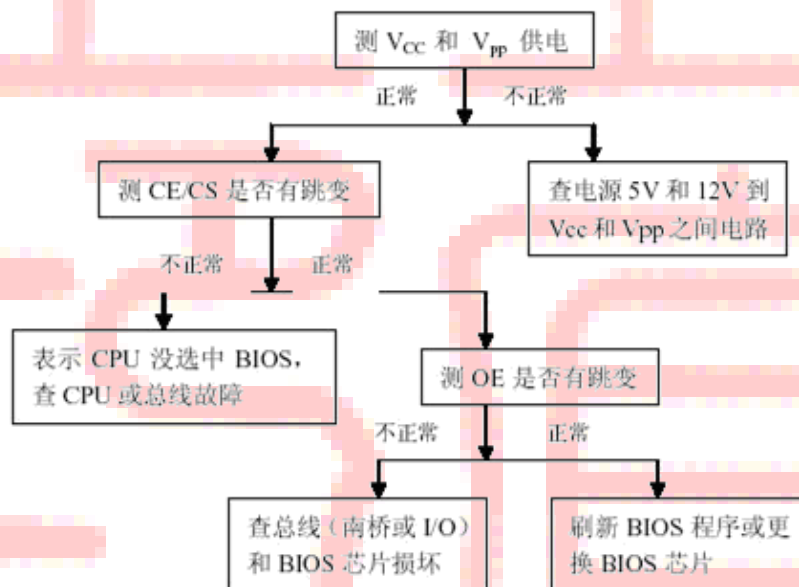 测 VCC 和 Vpp 供电
正常
不正常
测 CE/CS 是否有跳变
查电源 5V 和 12V 到
Vcc 和 Vpp 之间电路
不正常
正常
表示 CPU 没选中 BIOS，
查 CPU 或总线故障
测 OE 是否有跳变
不正常
正常
查总线（南桥或 I/O）
和 BIOS 芯片损坏
刷新 BIOS 程序或更
换 BIOS 芯片